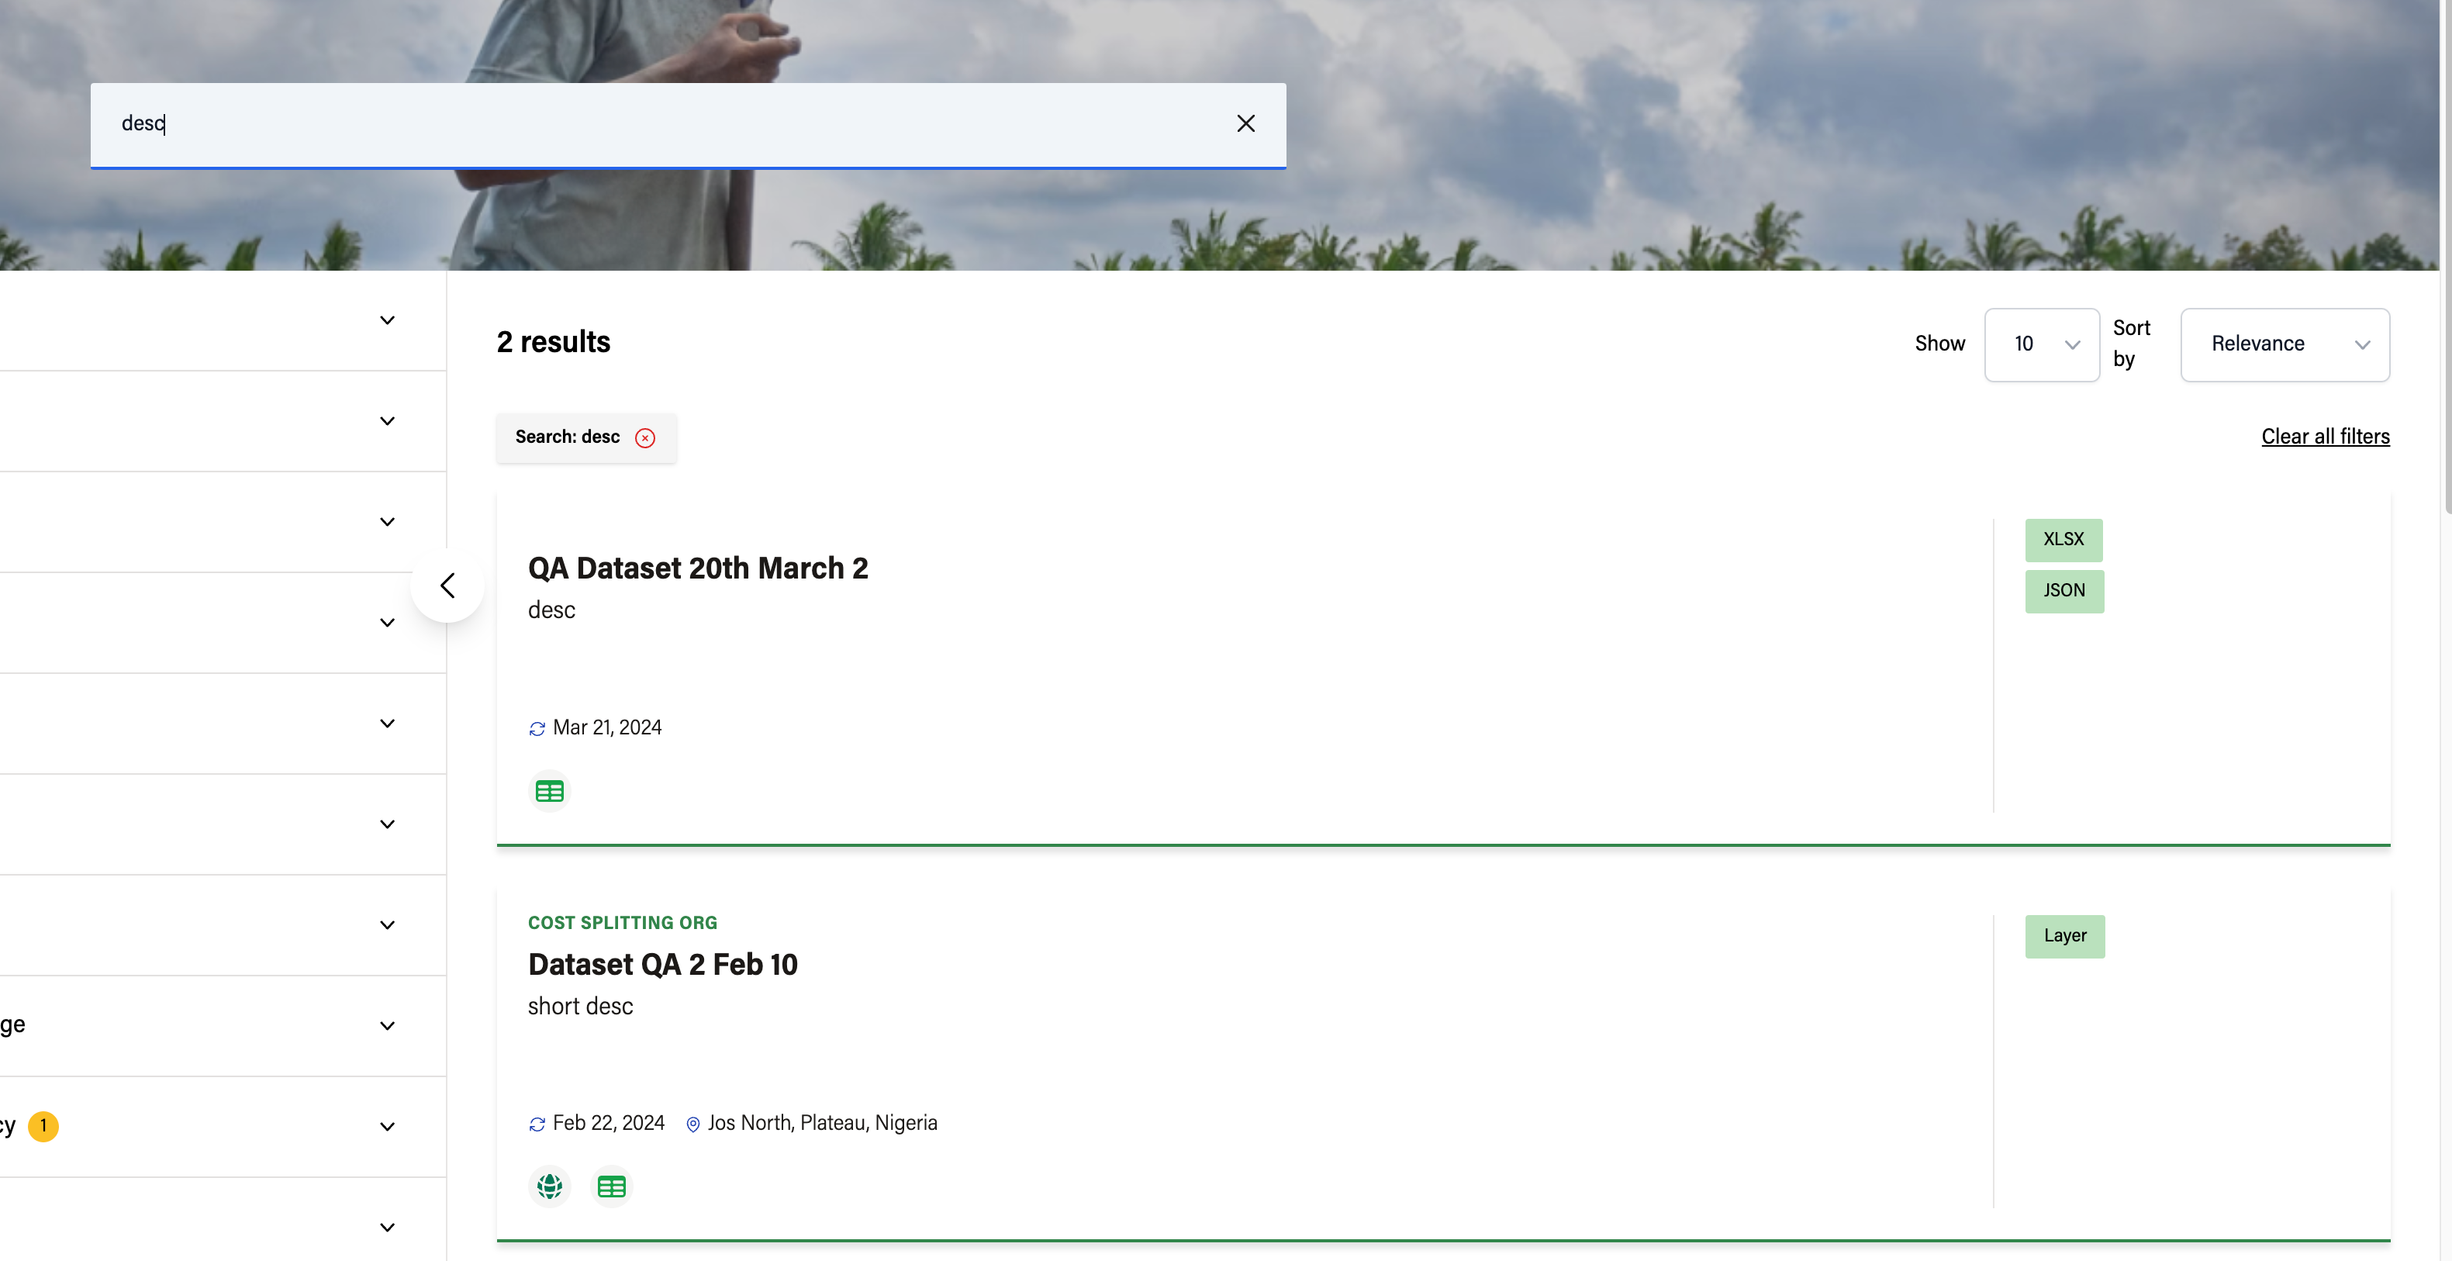 desc
2 results
Show
10
Sort
by
Relevance
Search: desc
Clear all filters
QA Dataset 20th March 2
desc
Mar 21, 2024
XLSX
JSON
COST SPLITTING ORG
Dataset QA 2 Feb 10
short desc
Feb 22, 2024
Jos North, Plateau, Nigeria
Layer
ge
cy 1